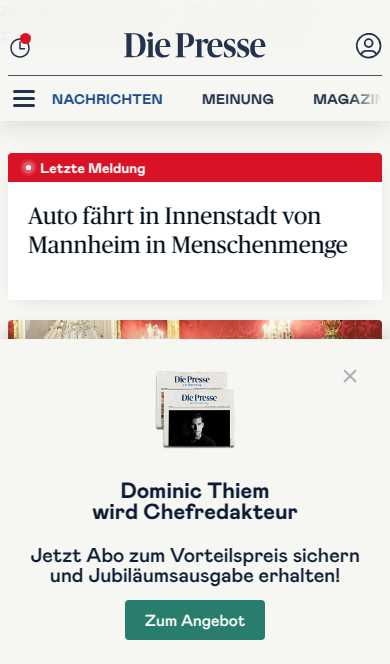 Die Presse
NACHRICHTEN MEINUNG MAGAZIN
Letzte Meldung
Auto fährt in Innenstadt von
Mannheim in Menschenmenge
Die Presse
Die Presse
Dominic Thiem
wird Chefredakteur
Jetzt Abo zum Vorteilspreis sichern
und Jubiläumsausgabe erhalten!
Zum Angebot